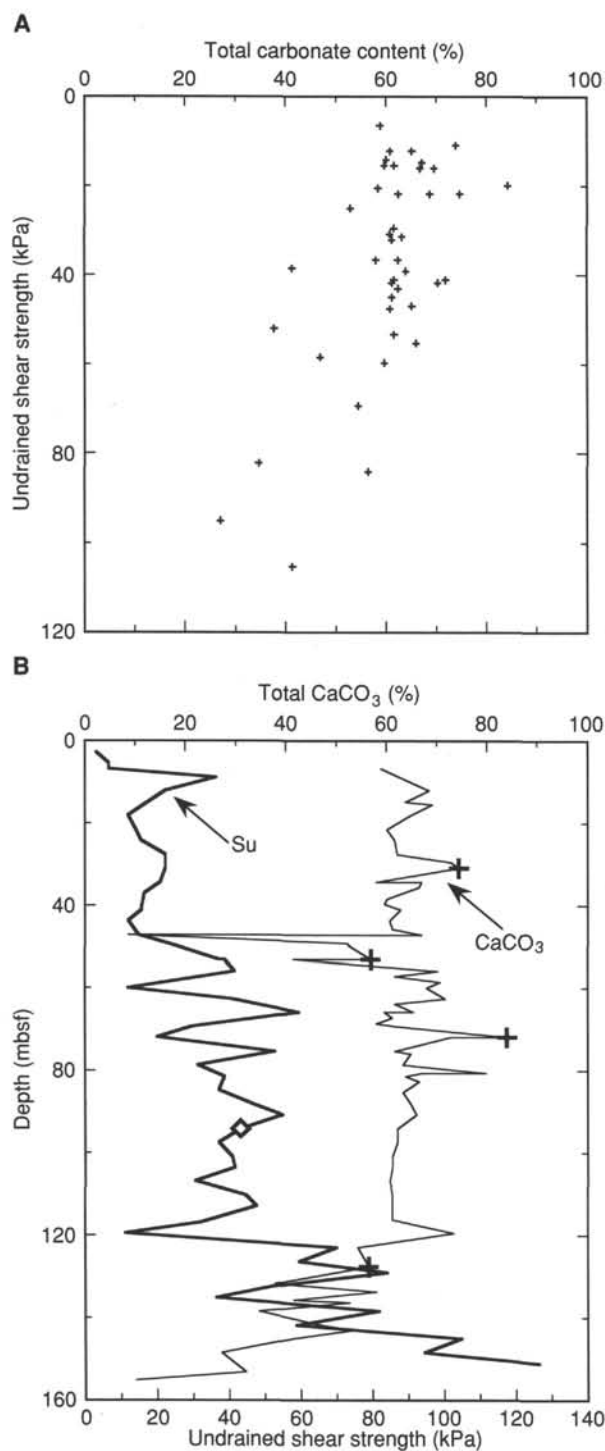 A
Total carbonate content (%)
0 20 40 60 80 100
0
40
80
120
Undrained shear strength (kPa)
B
Total CaCO3 (%)
0 20 40 60 80 100
0
40
80
120
160
Depth (mbsf)
Su
CaCO3
0 20 40 60 80 100 120 140
Undrained shear strength (kPa)